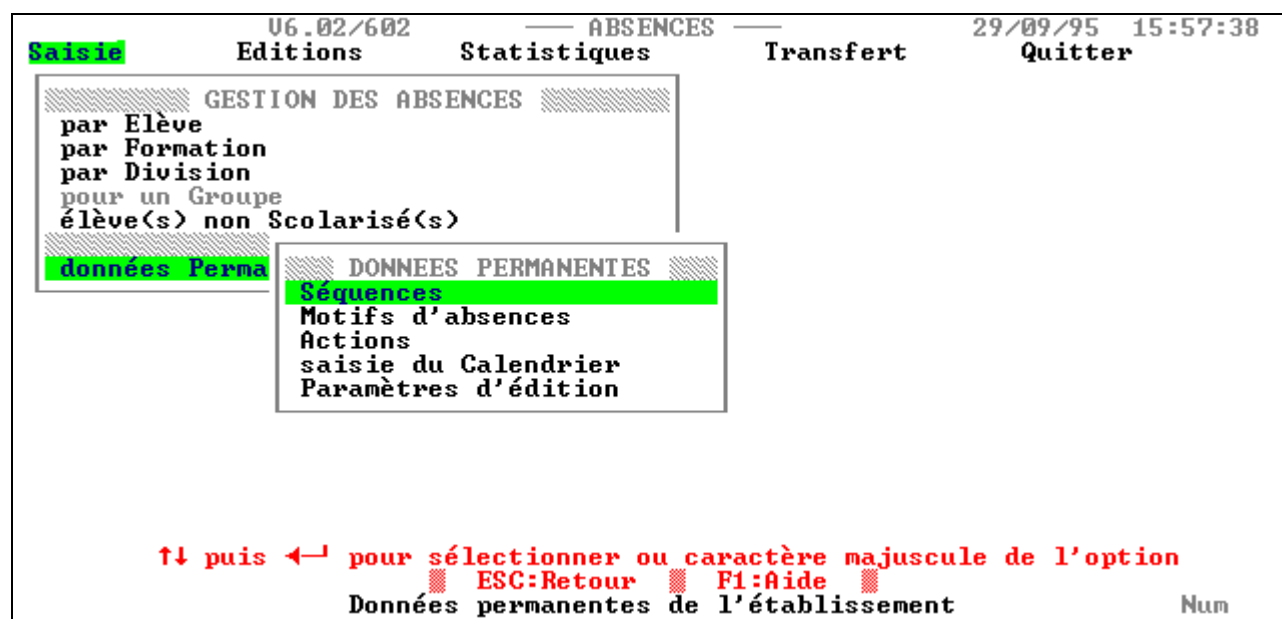 V6.02/602 ABSENCES 29/09/95 15:57:38
Saisie Editions Statistiques Transfert Quitter
GESTION DES ABSENCES
par Elève
par Formation
par Division
pour un Groupe
élève(s) non Scolarisé(s)
données Perma
DONNEES PERMANENTES
Séquences
Motifs d'absences
Actions
saisie du Calendrier
Paramètres d'édition
↑↓ puis ◄─┘ pour sélectionner ou caractère majuscule de l'option
ESC:Retour F1:Aide
Données permanentes de l'établissement Num